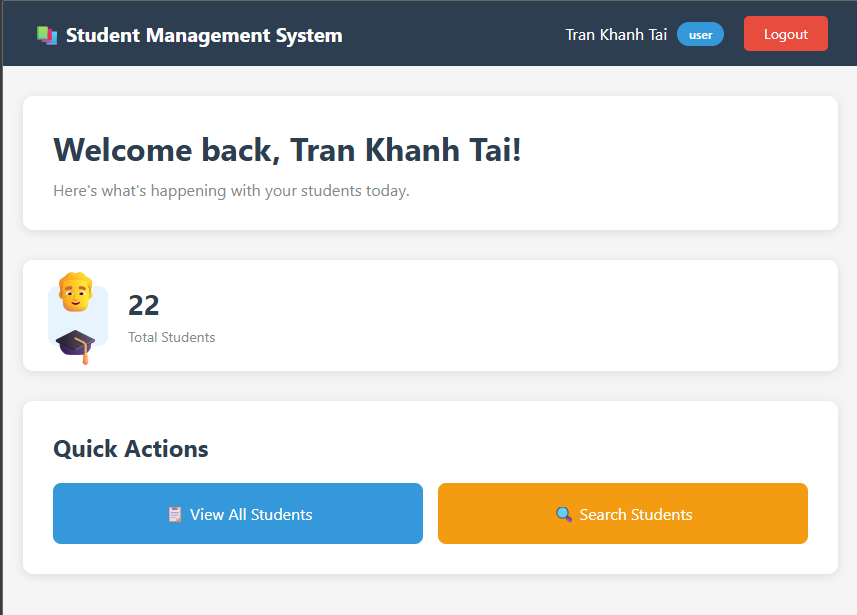 Student Management System
Tran Khanh Tai
user
Logout
Welcome back, Tran Khanh Tai!
Here's what's happening with your students today.
22
Total Students
Quick Actions
View All Students
Search Students